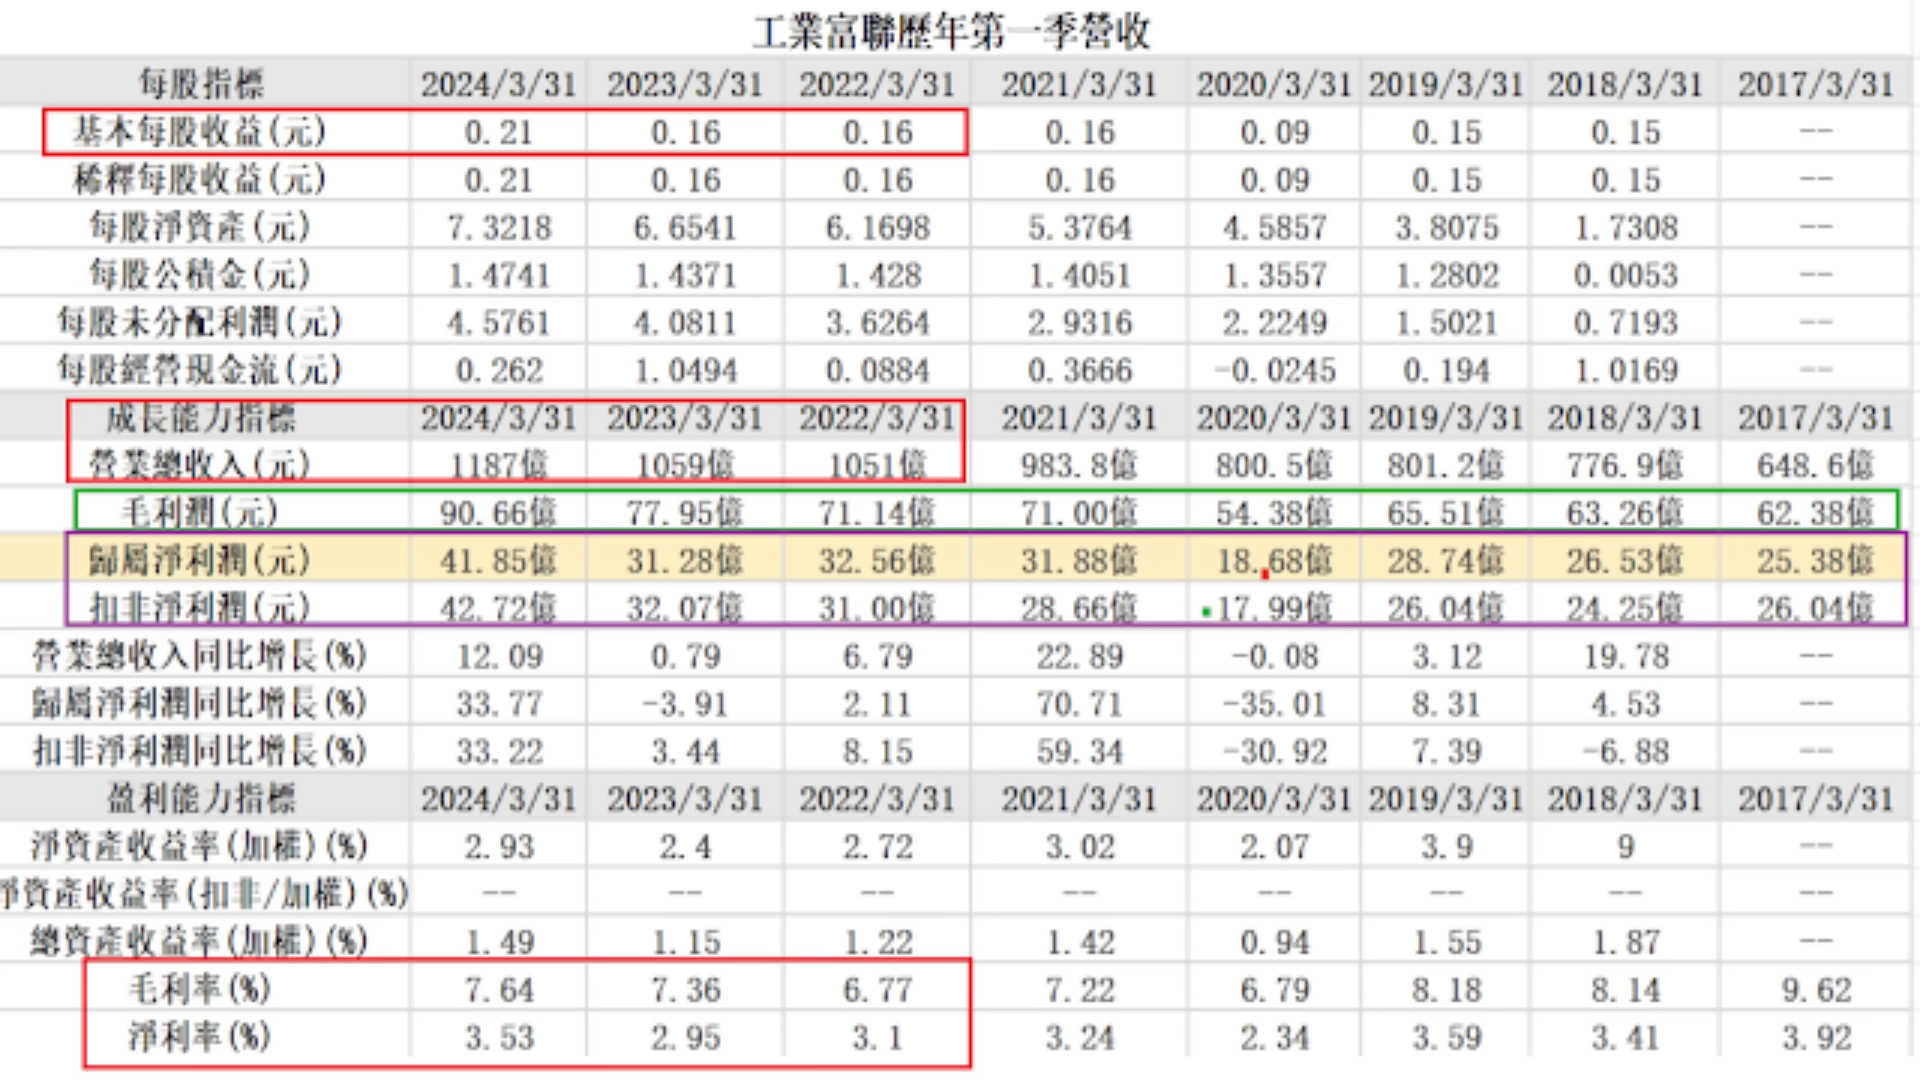 工業富聯歷年第一季營收
每股指標 2024/3/31 2023/3/31 2022/3/31 2021/3/31 2020/3/31 2019/3/31 2018/3/31 2017/3/31
基本每股收益(元) 0.21 0.16 0.16 0.16 0.09 0.15 0.15 --
稀釋每股收益(元) 0.21 0.16 0.16 0.16 0.09 0.15 0.15 --
每股淨資產(元) 7.3218 6.6541 6.1698 5.3764 4.5857 3.8075 1.7308 --
每股公積金(元) 1.4741 1.4371 1.428 1.4051 1.3557 1.2802 0.0053 --
每股未分配利潤(元) 4.5761 4.0811 3.6264 2.9316 2.2249 1.5021 0.7193 --
每股經營現金流(元) 0.262 1.0494 0.0884 0.3666 -0.0245 0.194 1.0169 --
成長能力指標 2024/3/31 2023/3/31 2022/3/31 2021/3/31 2020/3/31 2019/3/31 2018/3/31 2017/3/31
營業總收入(元) 1187億 1059億 1051億 983.8億 800.5億 801.2億 776.9億 648.6億
毛利潤(元) 90.66億 77.95億 71.14億 71.00億 54.38億 65.51億 63.26億 62.38億
歸屬淨利潤(元) 41.85億 31.28億 32.56億 31.88億 18.68億 28.74億 26.53億 25.38億
扣非淨利潤(元) 42.72億 32.07億 31.00億 28.66億 17.99億 26.04億 24.25億 26.04億
營業總收入同比增長(%) 12.09 0.79 6.79 22.89 -0.08 3.12 19.78 --
歸屬淨利潤同比增長(%) 33.77 -3.91 2.11 70.71 -35.01 8.31 4.53 --
扣非淨利潤同比增長(%) 33.22 3.44 8.15 59.34 -30.92 7.39 -6.88 --
盈利能力指標 2024/3/31 2023/3/31 2022/3/31 2021/3/31 2020/3/31 2019/3/31 2018/3/31 2017/3/31
淨資產收益率(加權)(%) 2.93 2.4 2.72 3.02 2.07 3.9 9 --
淨資產收益率(扣非/加權)(%) -- -- -- -- -- -- -- --
總資產收益率(加權)(%) 1.49 1.15 1.22 1.42 0.94 1.55 1.87 --
毛利率(%) 7.64 7.36 6.77 7.22 6.79 8.18 8.14 9.62
淨利率(%) 3.53 2.95 3.1 3.24 2.34 3.59 3.41 3.92